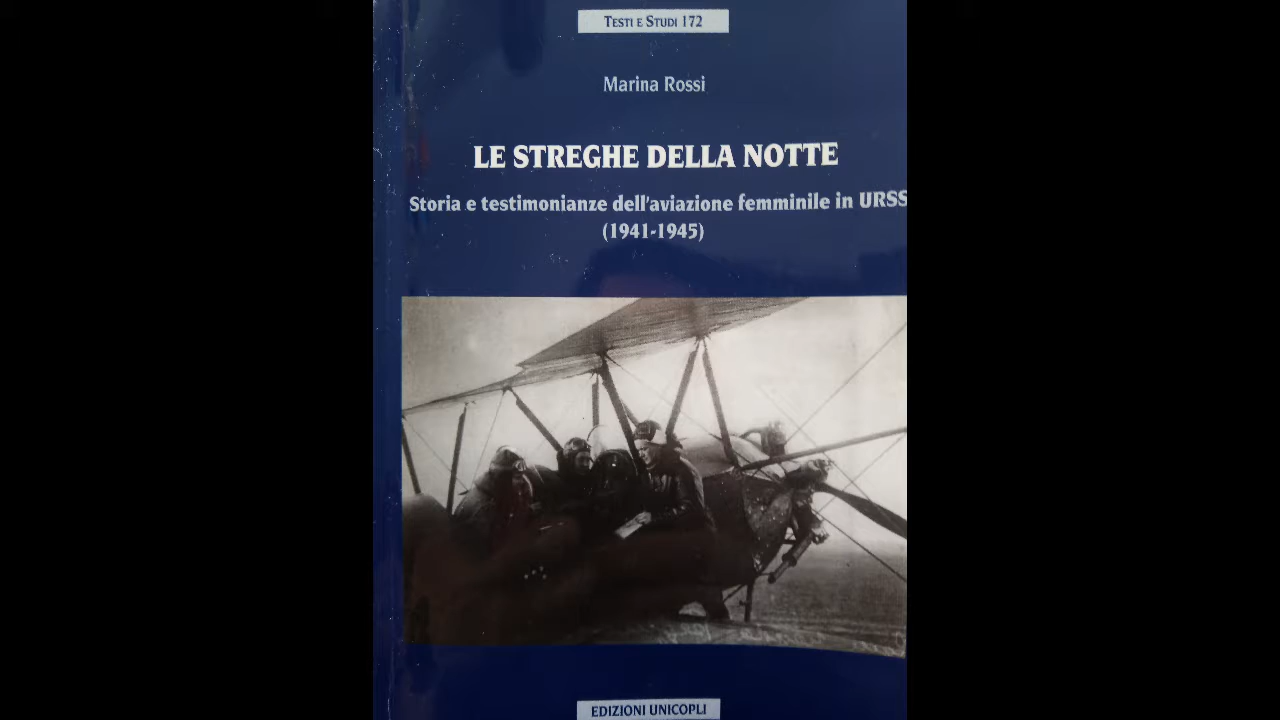 TESTI E STUDI 172
Marina Rossi
LE STREGHE DELLA NOTTE
Storia e testimonianze dell'aviazione femminile in URSS
(1941-1945)
EDIZIONI UNICOPLI